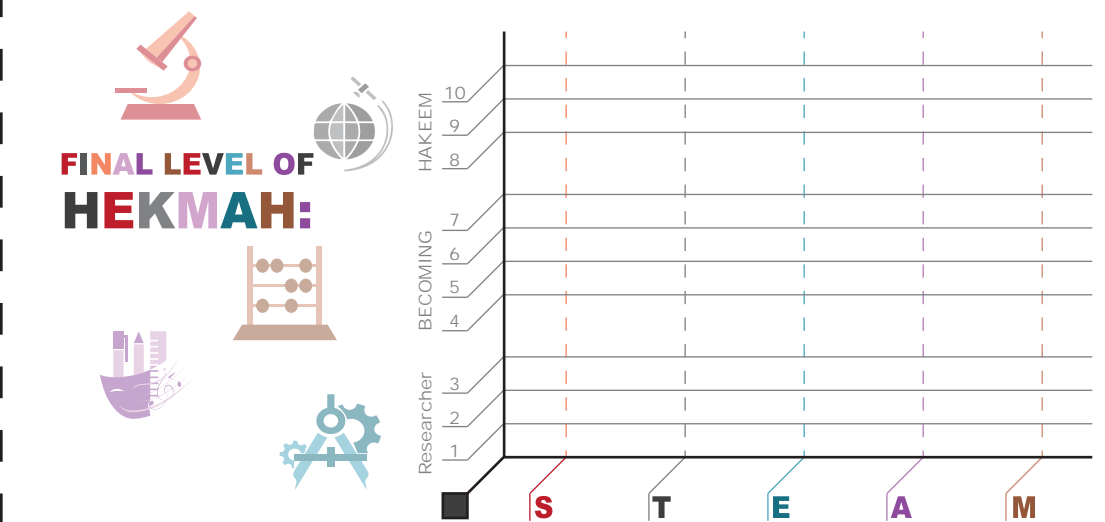 FINAL LEVEL OF
HEKMAH:
HAKEEM
10
9
8
BECOMING
7
6
5
4
Researcher
3
2
1
S T E A M